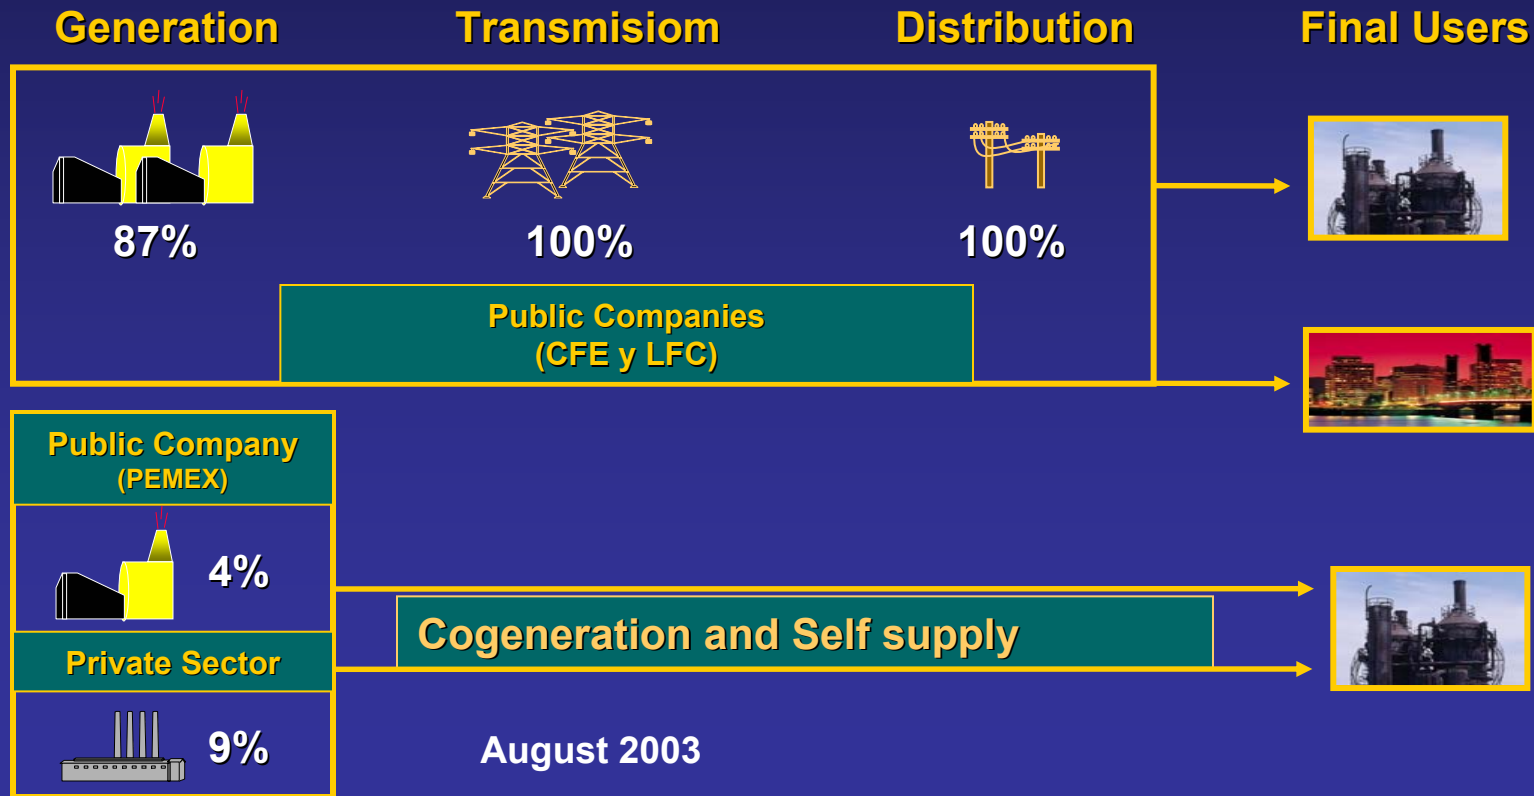 Generation
Transmisiom
Distribution
Final Users
87%
100%
100%
Public Companies
(CFE y LFC)
Public Company
(PEMEX)
4%
Cogeneration and Self supply
Private Sector
9%
August 2003